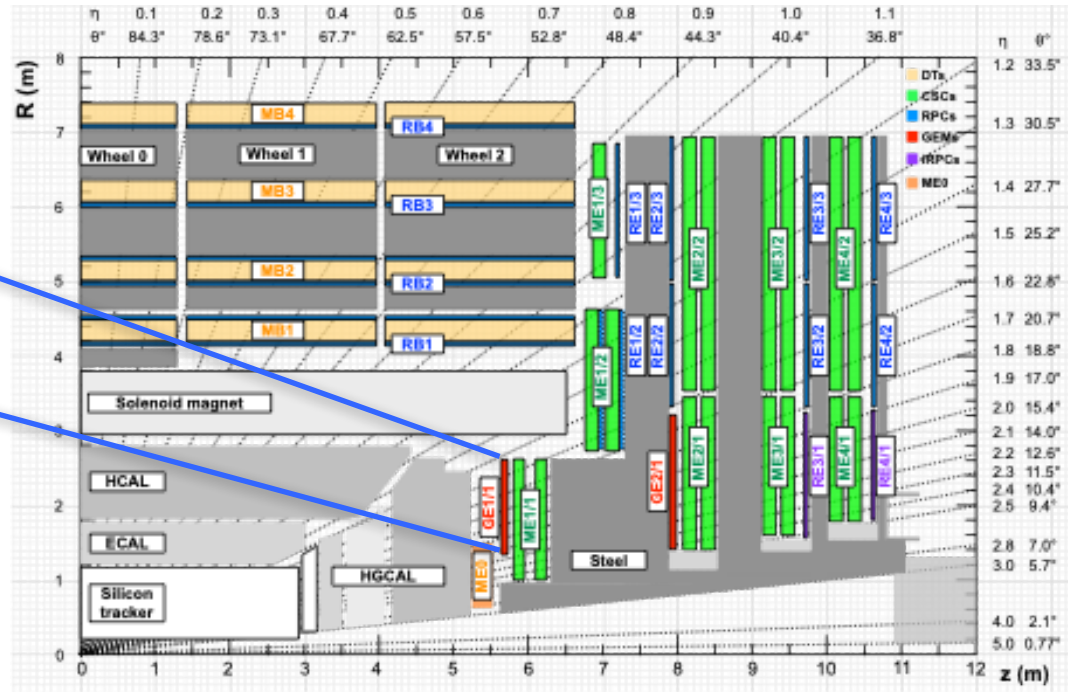 η 0.1 0.2 0.3 0.4 0.5 0.6 0.7 0.8 0.9 1.0 1.1
θ° 84.3° 78.6° 73.1° 67.7° 62.5° 57.5° 52.8° 48.4° 44.3° 40.4° 36.8°
η θ°
R (m)
8
7
6
5
4
3
2
1
0
1.2 33.5°
1.3 30.5°
1.4 27.7°
1.5 25.2°
1.6 22.8°
1.7 20.7°
1.8 18.8°
1.9 17.0°
2.0 15.4°
2.1 14.0°
2.2 12.6°
2.3 11.5°
2.4 10.4°
2.5 9.4°
2.8 7.0°
3.0 5.7°
4.0 2.1°
5.0 0.77°
DTs
CSCs
RPCs
GEMs
iRPCs
ME0
MB4
RB4
Wheel 0
Wheel 1
Wheel 2
MB3
RB3
MB2
RB2
MB1
RB1
Solenoid magnet
HCAL
ECAL
Silicon
tracker
HGCAL
Steel
ME0
GE1/1
ME1/1
ME1/2
ME1/3
RE1/3
RE2/3
RE1/2
RE2/2
GE2/1
ME2/1
ME2/2
ME3/2
ME3/1
RE3/3
RE3/2
RE3/1
ME4/2
ME4/1
RE4/3
RE4/2
RE4/1
0 1 2 3 4 5 6 7 8 9 10 11 12
z (m)